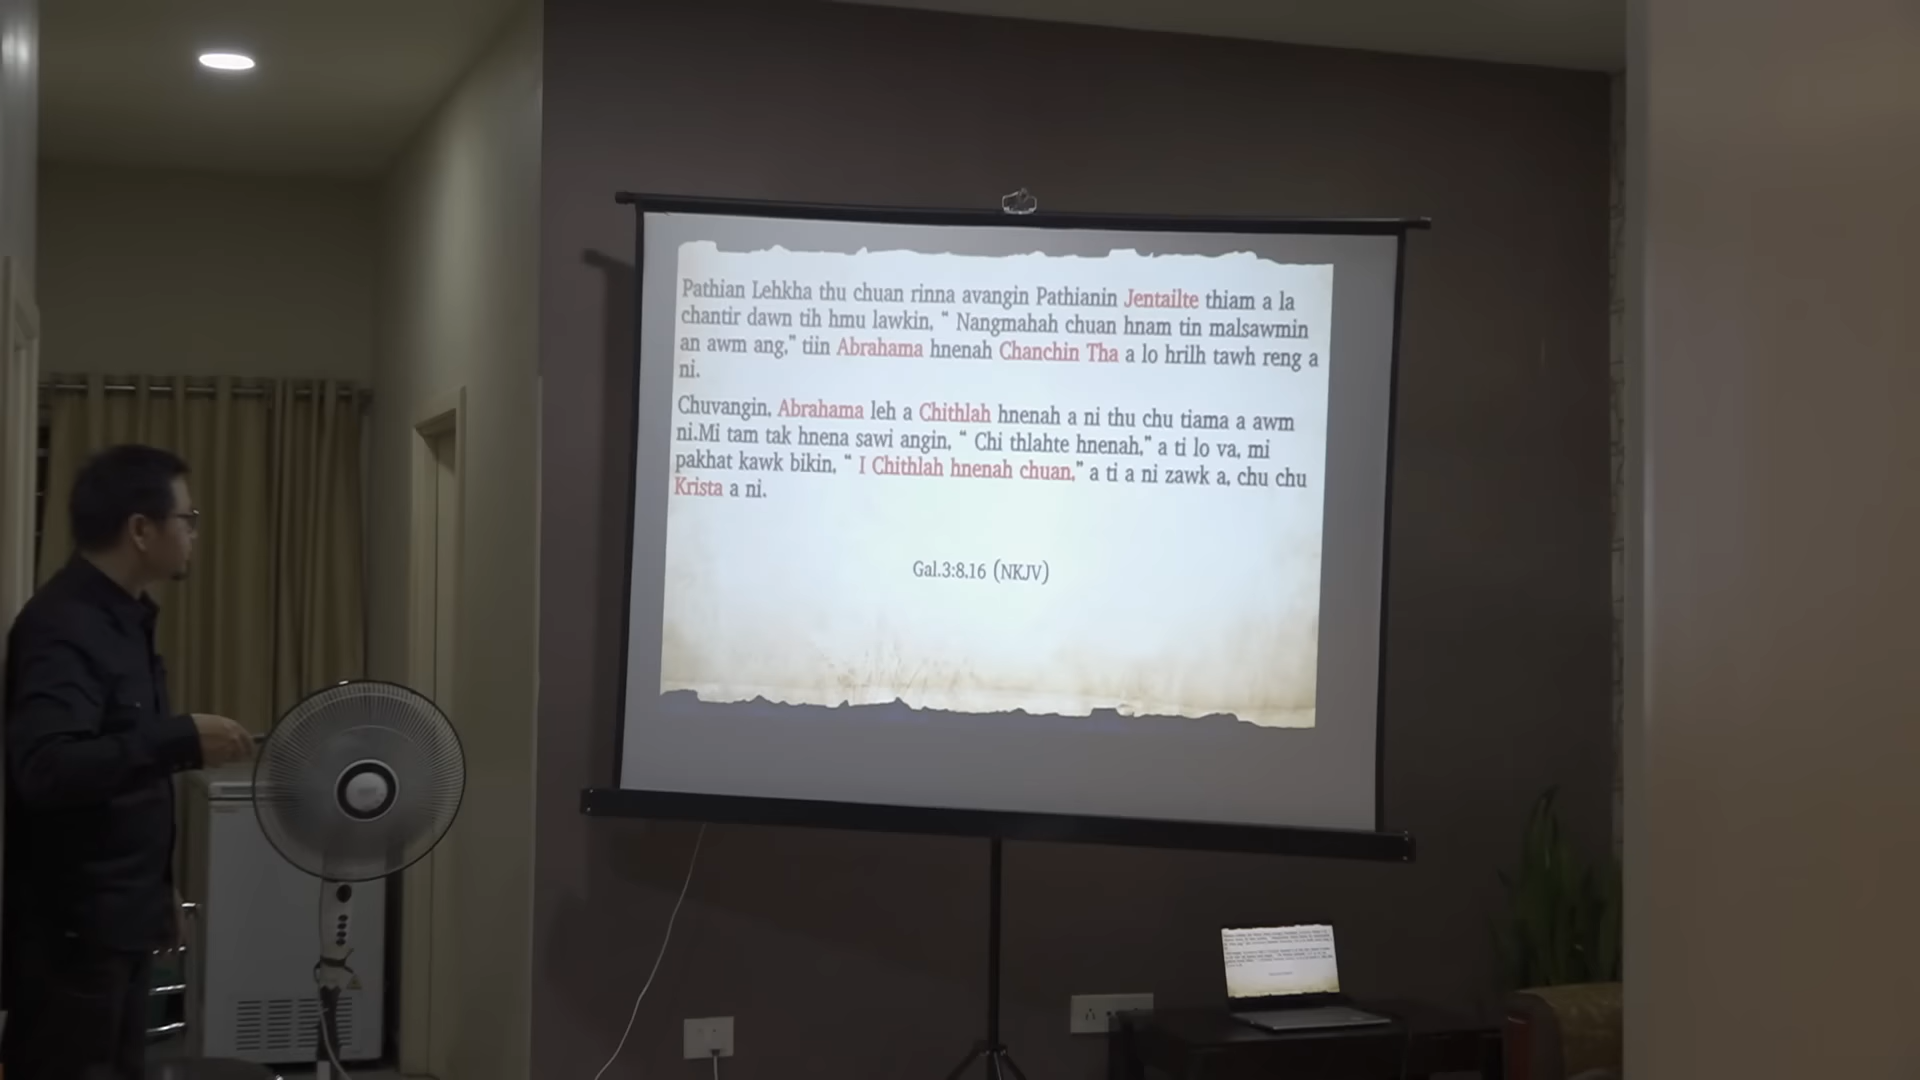 Pathian Lehkha thu chuan rinna avangin Pathianin Jentailte thiam a la
chantir dawn tih hmu lawkin, “ Nangmahah chuan hnam tin malsawmin
an awm ang,” tiin Abrahama hnenah Chanchin Tha a lo hrilh tawh reng a
ni.
Chuvangin, Abrahama leh a Chithlah hnenah a ni thu chu tiama a awm
ni.Mi tam tak hnena sawi angin, “ Chi thlahte hnenah,” a ti lo va, mi
pakhat kawk bikin, “ I Chithlah hnenah chuan,” a ti a ni zawk a, chu chu
Krista a ni.
Gal.3:8.16 (NKJV)